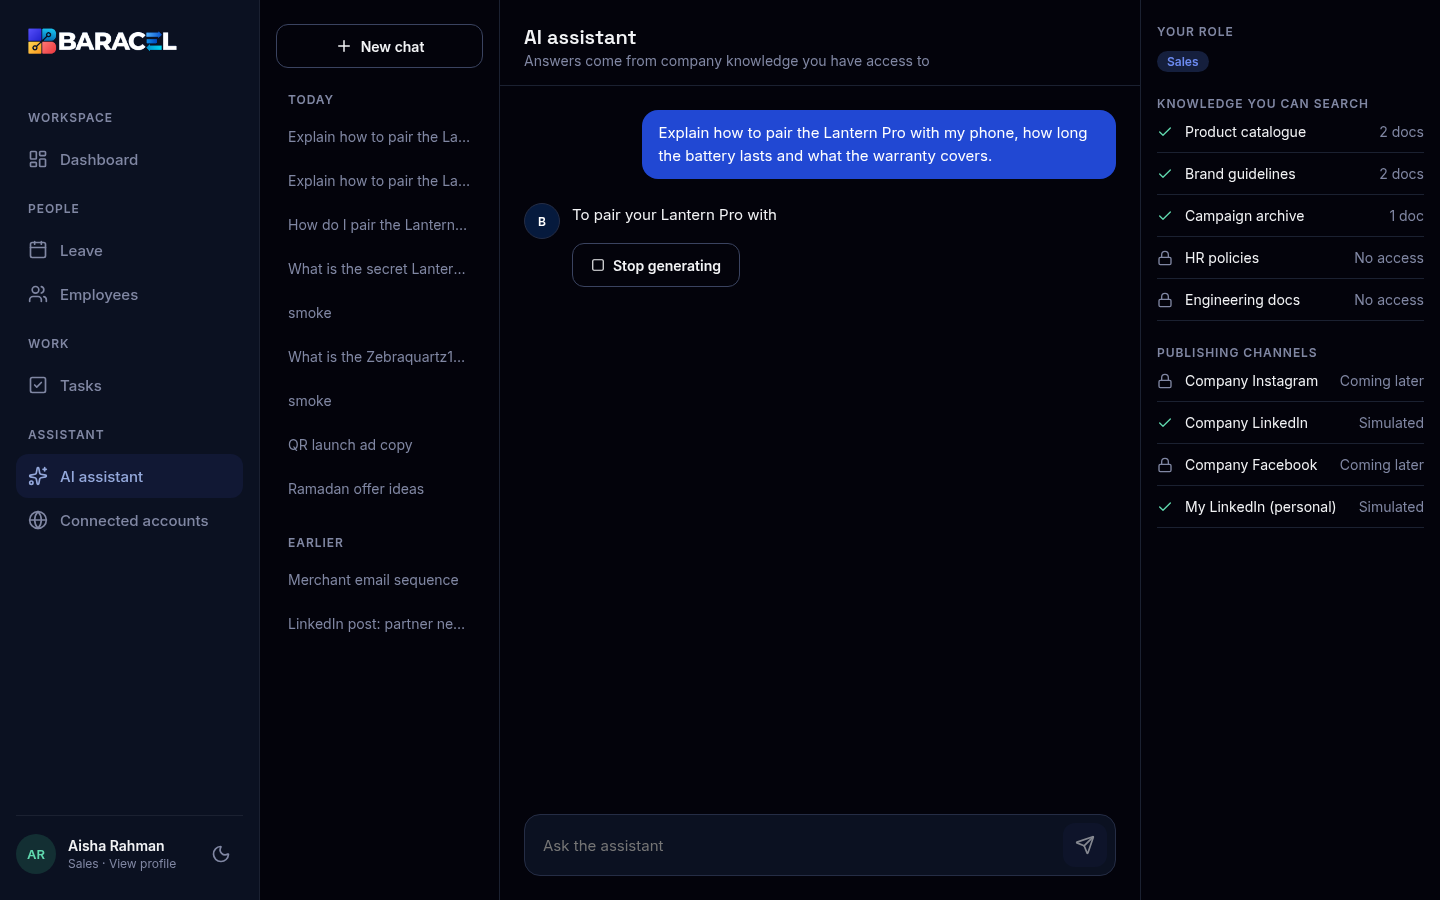 BARACEL
WORKSPACE
Dashboard
PEOPLE
Leave
Employees
WORK
Tasks
ASSISTANT
AI assistant
Connected accounts
AR
Aisha Rahman
Sales · View profile
New chat
TODAY
Explain how to pair the La...
Explain how to pair the La...
How do I pair the Lantern...
What is the secret Lanter...
smoke
What is the Zebraquartz1...
smoke
QR launch ad copy
Ramadan offer ideas
EARLIER
Merchant email sequence
LinkedIn post: partner ne...
AI assistant
Answers come from company knowledge you have access to
Explain how to pair the Lantern Pro with my phone, how long
the battery lasts and what the warranty covers.
B
To pair your Lantern Pro with
Stop generating
Ask the assistant
YOUR ROLE
Sales
KNOWLEDGE YOU CAN SEARCH
Product catalogue 2 docs
Brand guidelines 2 docs
Campaign archive 1 doc
HR policies No access
Engineering docs No access
PUBLISHING CHANNELS
Company Instagram Coming later
Company LinkedIn Simulated
Company Facebook Coming later
My LinkedIn (personal) Simulated